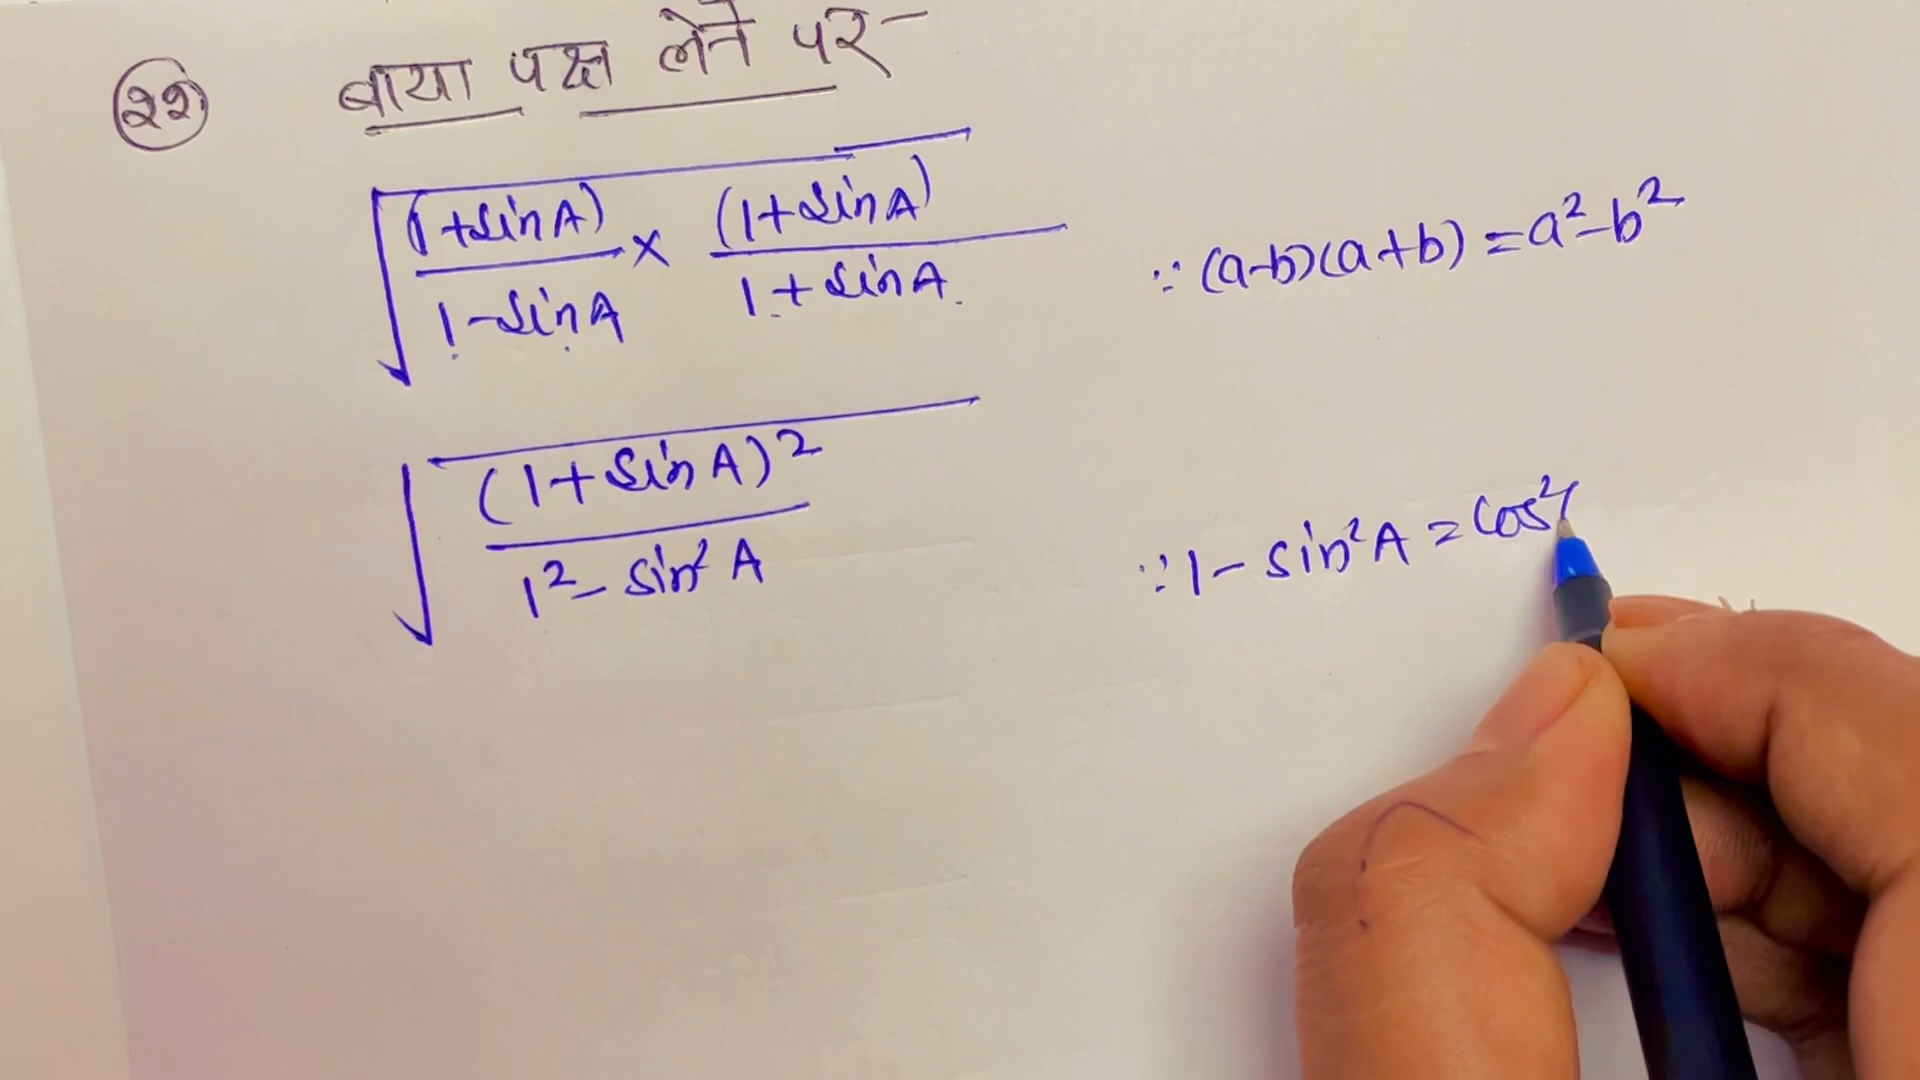 २२ बाया पक्ष लेने पर-
√((1+sinA)/(1-sinA) × (1+sinA)/(1+sinA))
∵ (a-b)(a+b) = a²-b²
√((1+sinA)²/(1²-sin²A))
∵ 1-sin²A = cos²